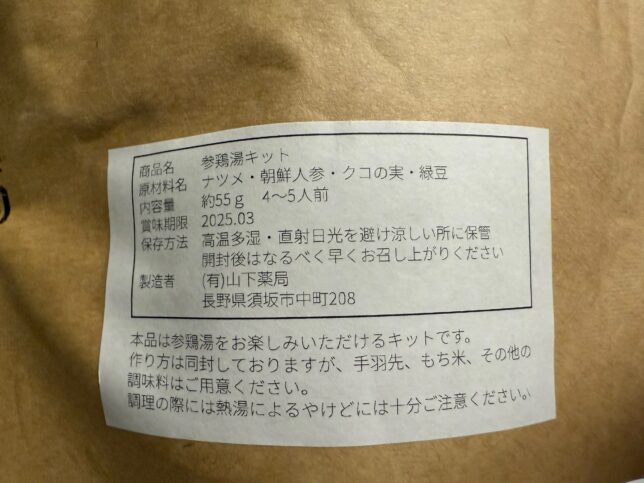 商品名 参鶏湯キット
原材料名 ナツメ・朝鮮人参・クコの実・緑豆
内容量 約55g 4〜5人前
賞味期限 2025.03
保存方法 高温多湿・直射日光を避け涼しい所に保管
開封後はなるべく早くお召し上がりください
製造者 (有)山下薬局
長野県須坂市中町208
本品は参鶏湯をお楽しみいただけるキットです。
作り方は同封しておりますが、手羽先、もち米、その他の
調味料はご用意ください。
調理の際には熱湯によるやけどには十分ご注意ください。